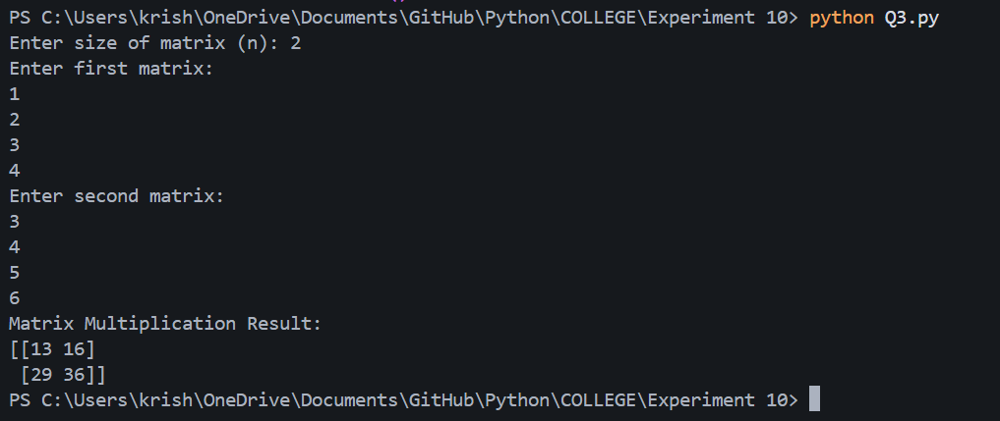 PS C:\Users\krish\OneDrive\Documents\GitHub\Python\COLLEGE\Experiment 10> python Q3.py
Enter size of matrix (n): 2
Enter first matrix:
1
2
3
4
Enter second matrix:
3
4
5
6
Matrix Multiplication Result:
[[13 16]
 [29 36]]
PS C:\Users\krish\OneDrive\Documents\GitHub\Python\COLLEGE\Experiment 10>